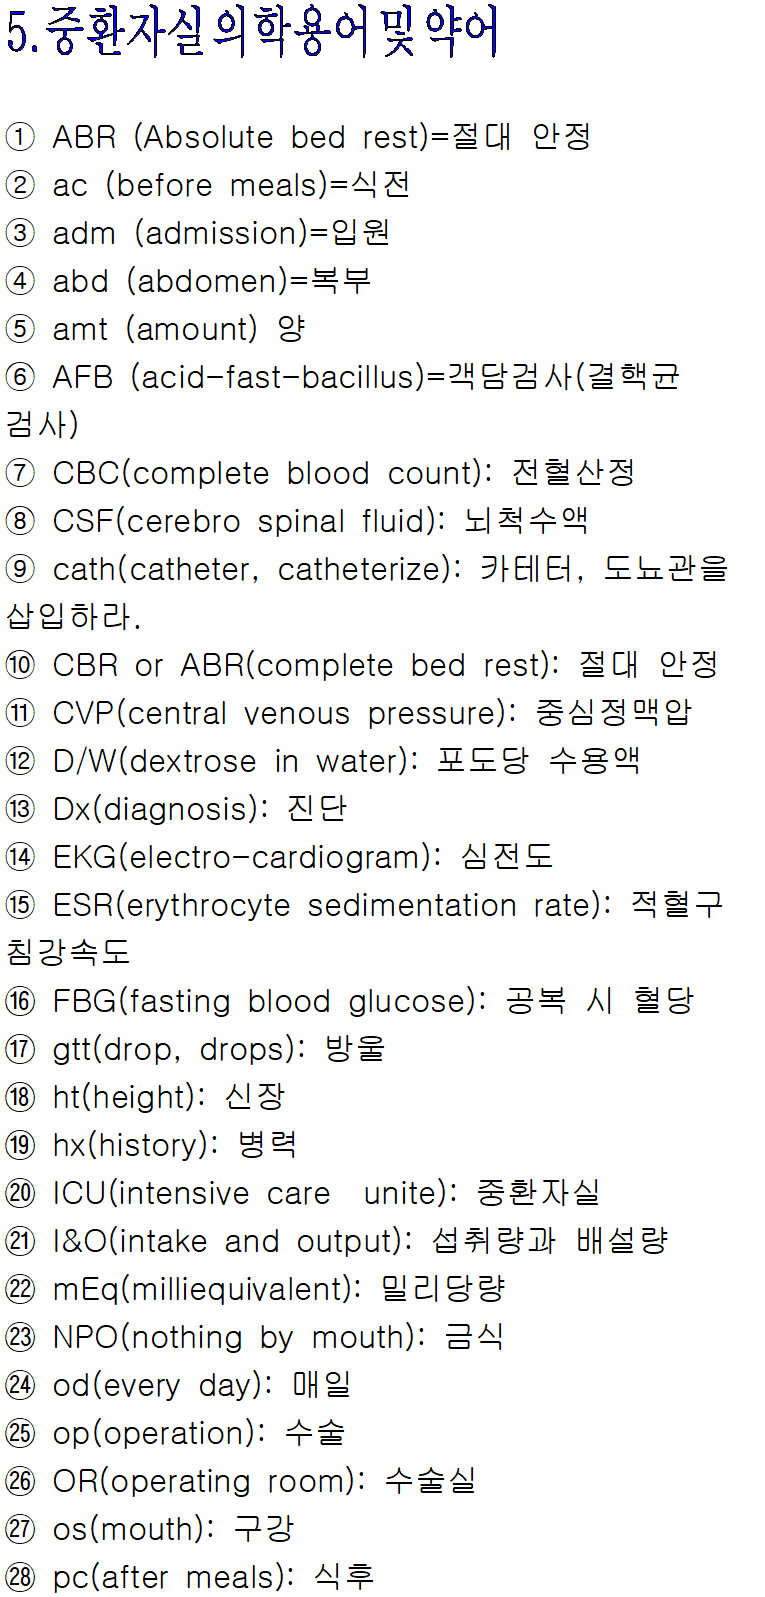 5.중환자실 의학용어 및 약어
① ABR (Absolute bed rest)=절대 안정
② ac (before meals)=식전
③ adm (admission)=입원
④ abd (abdomen)=복부
⑤ amt (amount) 양
⑥ AFB (acid-fast-bacillus)=객담검사(결핵균
검사)
⑦ CBC(complete blood count): 전혈산정
⑧ CSF(cerebro spinal fluid): 뇌척수액
⑨ cath(catheter, catheterize): 카테터, 도뇨관을
삽입하라.
⑩ CBR or ABR(complete bed rest): 절대 안정
⑪ CVP(central venous pressure): 중심정맥압
⑫ D/W(dextrose in water): 포도당 수용액
⑬ Dx(diagnosis): 진단
⑭ EKG(electro-cardiogram): 심전도
⑮ ESR(erythrocyte sedimentation rate): 적혈구
침강속도
⑯ FBG(fasting blood glucose): 공복 시 혈당
⑰ gtt(drop, drops): 방울
⑱ ht(height): 신장
⑲ hx(history): 병력
⑳ ICU(intensive care  unite): 중환자실
㉑ I&O(intake and output): 섭취량과 배설량
㉒ mEq(milliequivalent): 밀리당량
㉓ NPO(nothing by mouth): 금식
㉔ od(every day): 매일
㉕ op(operation): 수술
㉖ OR(operating room): 수술실
㉗ os(mouth): 구강
㉘ pc(after meals): 식후